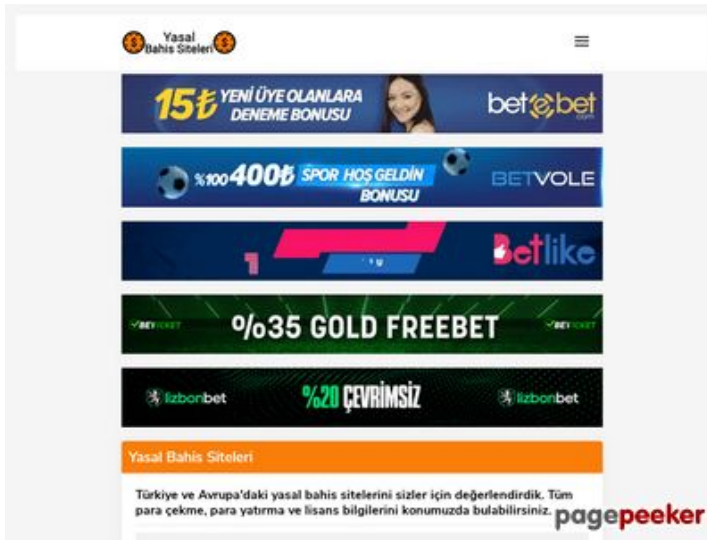 Yasal
Bahis Siteleri
15₺ YENİ ÜYE OLANLARA
DENEME BONUSU
betebet
.com
%100 400₺ SPOR HOŞ GELDİN
BONUSU
BETVOLE
Betlike
%35 GOLD FREEBET
lizbonbet
%20 ÇEVRİMSİZ
lizbonbet
Yasal Bahis Siteleri
Türkiye ve Avrupa'daki yasal bahis sitelerini sizler için değerlendirdik. Tüm
para çekme, para yatırma ve lisans bilgilerini konumuzda bulabilirsiniz.
pagepeeker